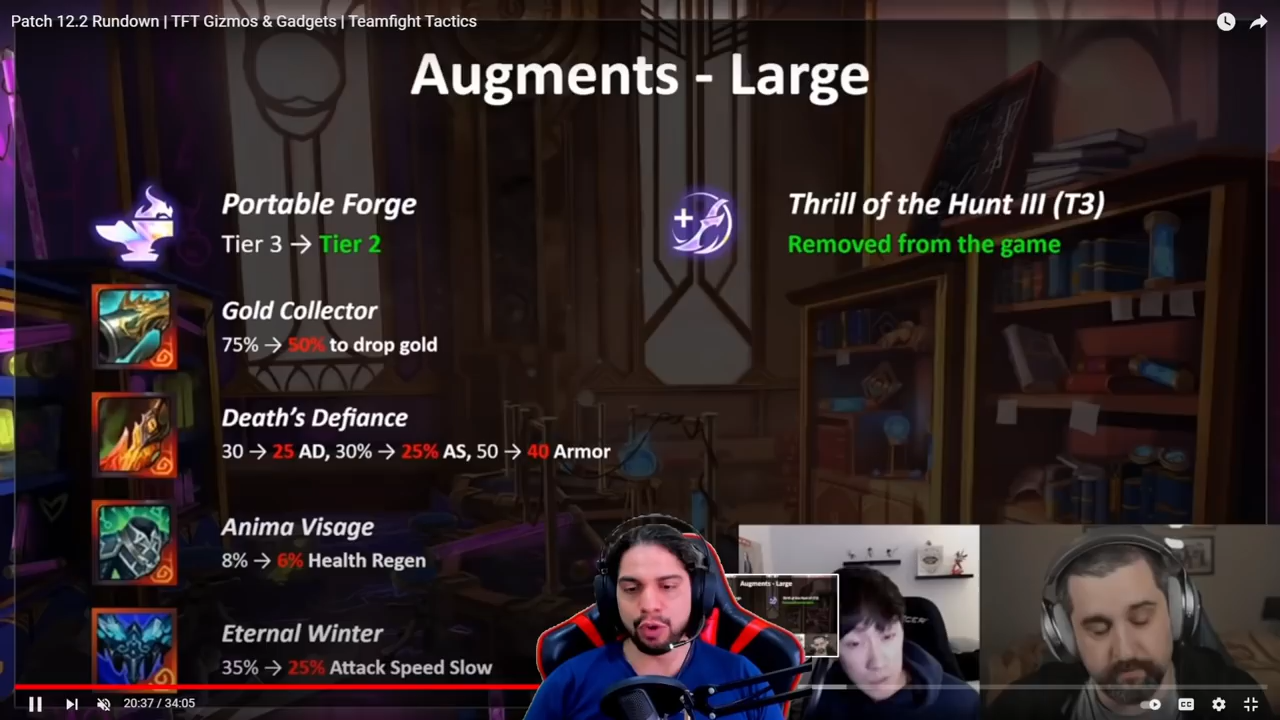 Patch 12.2 Rundown | TFT Gizmos & Gadgets | Teamfight Tactics
Augments - Large
Portable Forge
Tier 3 → Tier 2
Thrill of the Hunt III (T3)
Removed from the game
Gold Collector
75% → 50% to drop gold
Death's Defiance
30 → 25 AD, 30% → 25% AS, 50 → 40 Armor
Anima Visage
8% → 6% Health Regen
Augments - Large
Eternal Winter
35% → 25% Attack Speed Slow
20:37 / 34:05
CC